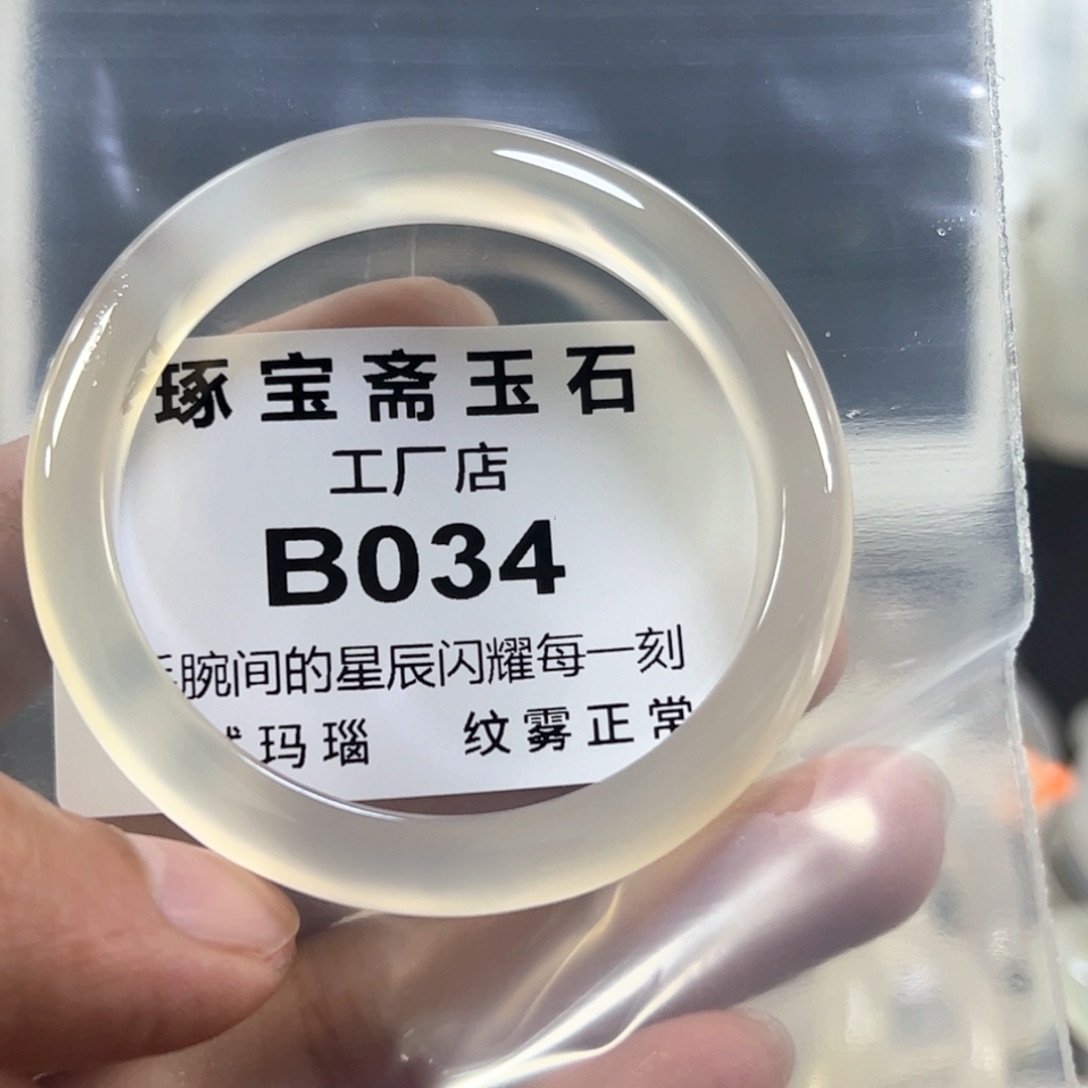 琢宝斋玉石
工厂店
B034
腕间的星辰闪耀每一刻
玛瑙 纹雾正常